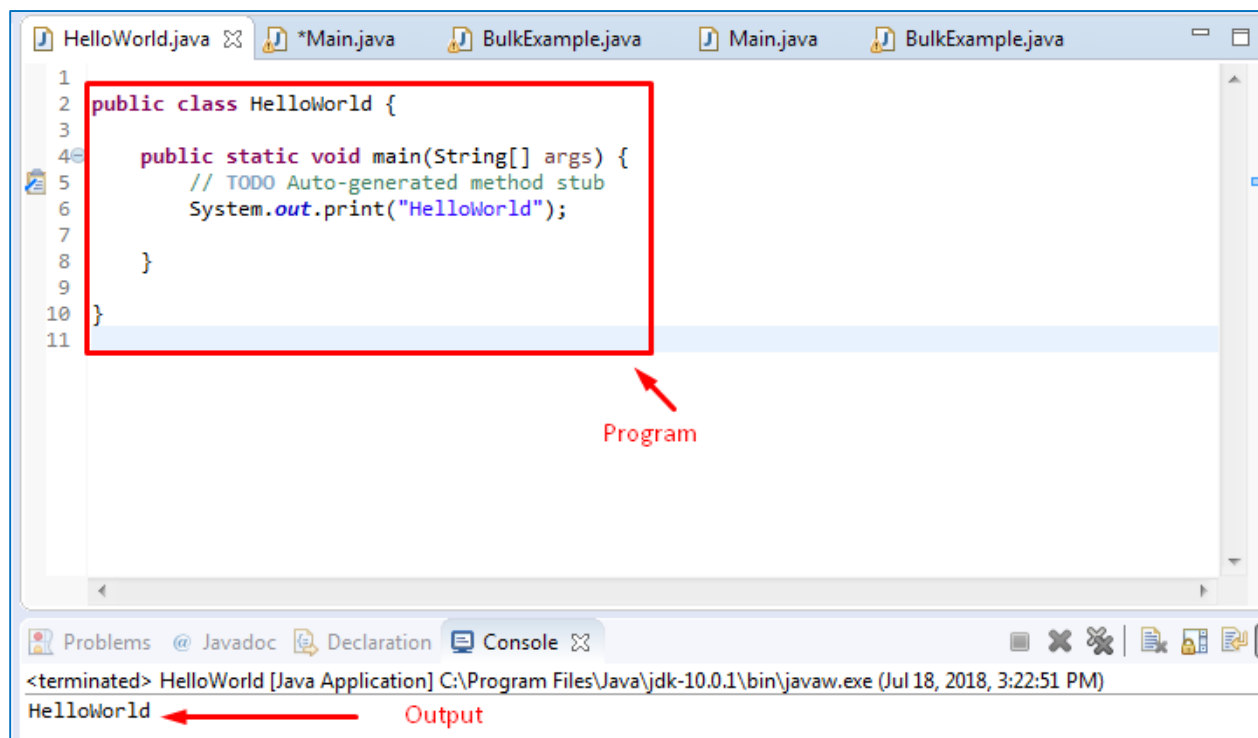 HelloWorld.java *Main.java BulkExample.java Main.java BulkExample.java
1
2 public class HelloWorld {
3
4 public static void main(String[] args) {
5 // TODO Auto-generated method stub
6 System.out.print("HelloWorld");
7
8 }
9
10 }
11
Program
Problems @ Javadoc Declaration Console
<terminated> HelloWorld [Java Application] C:\Program Files\Java\jdk-10.0.1\bin\javaw.exe (Jul 18, 2018, 3:22:51 PM)
HelloWorld Output